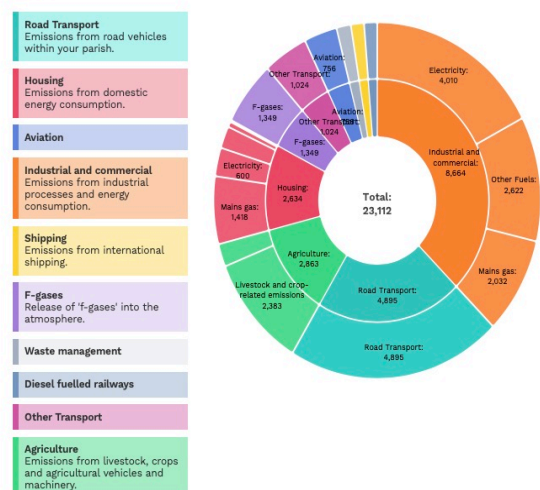 Road Transport
Emissions from road vehicles
within your parish.
Housing
Emissions from domestic
energy consumption.
Aviation
Industrial and commercial
Emissions from industrial
processes and energy
consumption.
Shipping
Emissions from international
shipping.
F-gases
Release of 'f-gases' into the
atmosphere.
Waste management
Diesel fuelled railways
Other Transport
Agriculture
Emissions from livestock, crops
and agricultural vehicles and
machinery.
Aviation:
756
Other Transport:
1,024
F-gases:
1,349
Electricity:
600
Mains gas:
1,418
Livestock and crop-
related emissions
2,383
Road Transport:
4,895
Mains gas:
2,032
Other Fuels:
2,622
Electricity:
4,010
Aviation:
Other Transport:
1,024
F-gases:
1,349
Housing:
2,634
Agriculture:
2,863
Road Transport:
4,895
Industrial and
commercial:
8,664
Total:
23,112